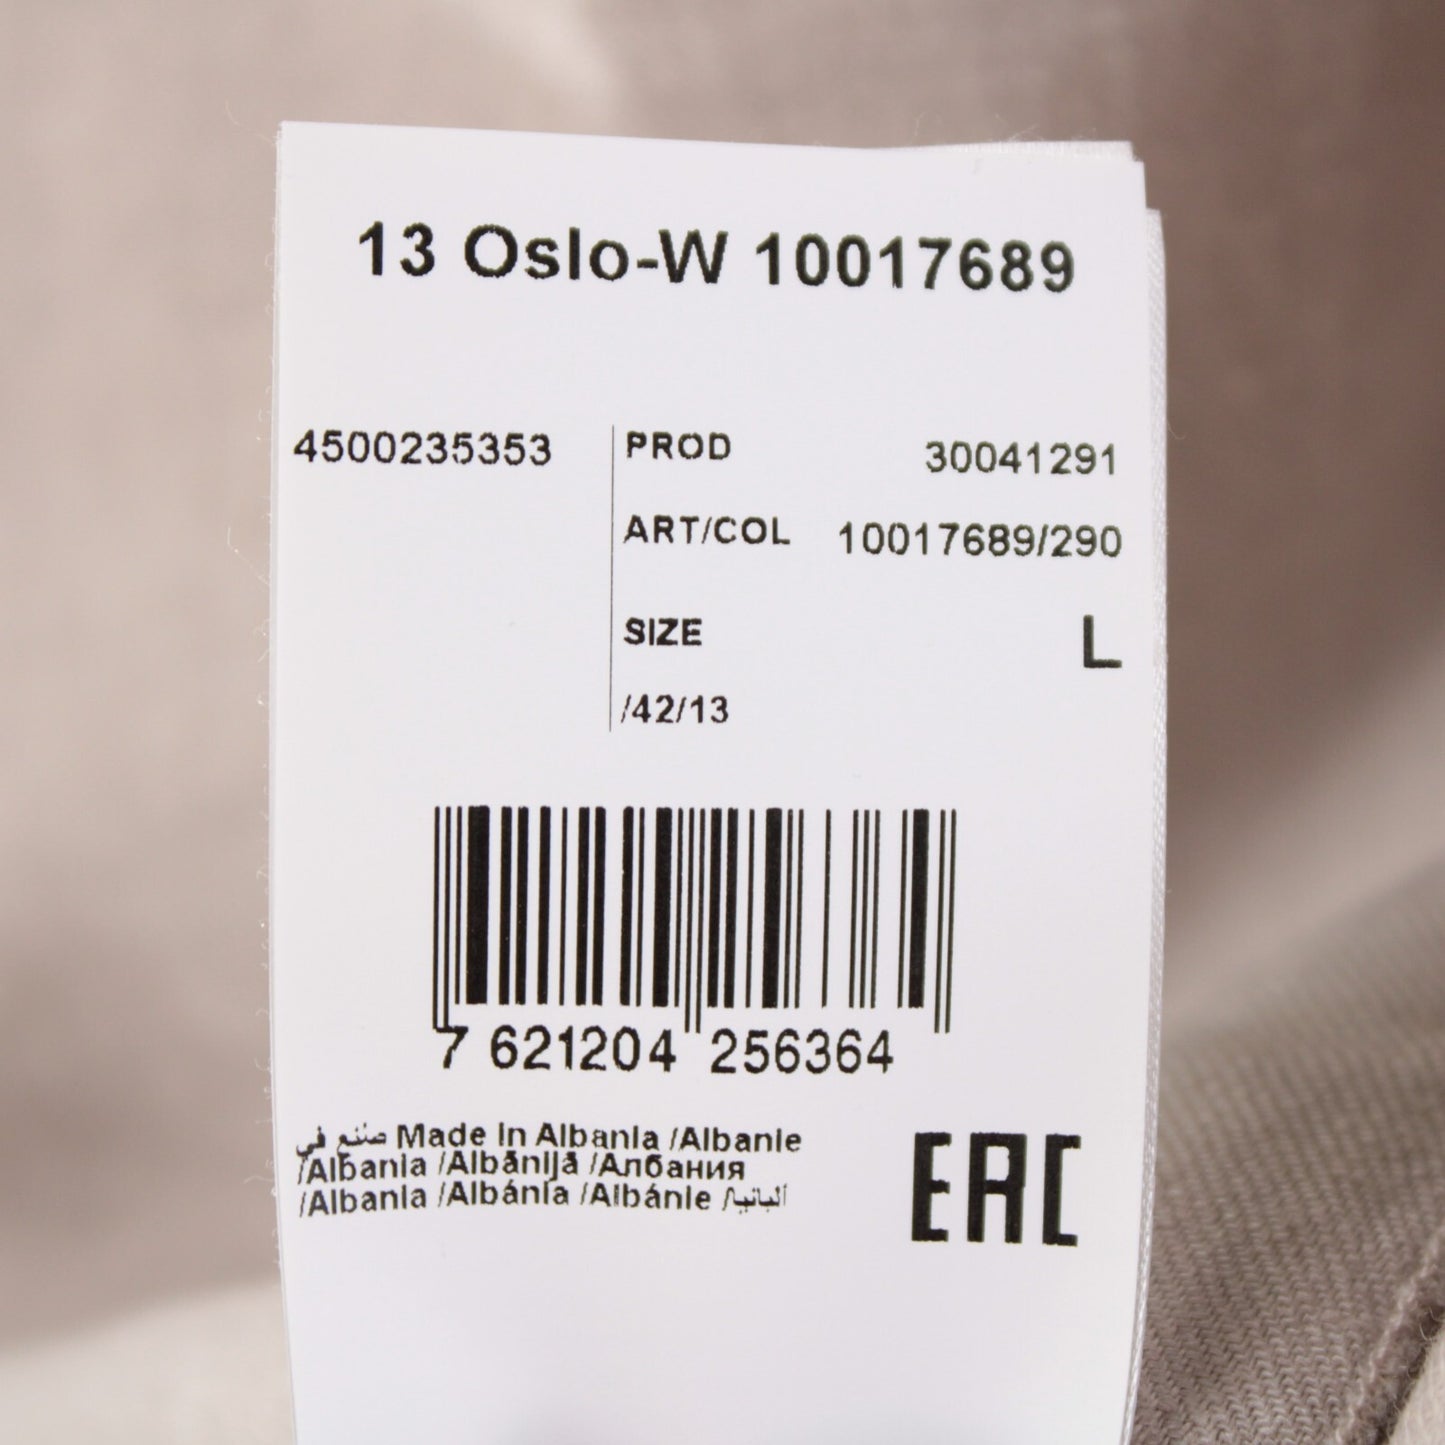 13 Oslo-W 10017689
4500235353
PROD 30041291
ART/COL 10017689/290
SIZE L
/42/13
7 621204 256364
صنع في Made In Albania /Albanie
/Albania /Albānijā /Албания
/Albania /Albánia /Albánie /ألبانيا
EAC